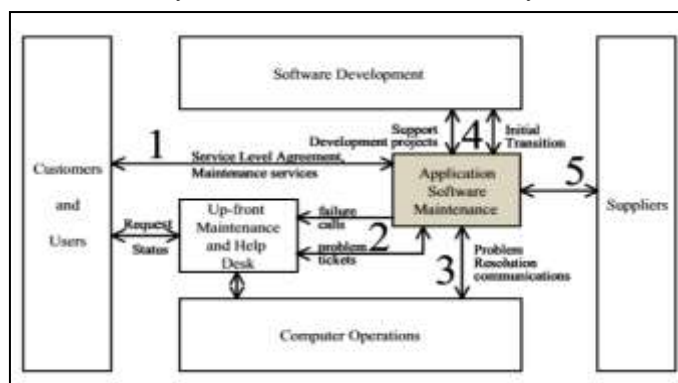 Software Development
1
4
Support
Development projects
Initial
Transition
Service Level Agreement,
Maintenance services
Application
Software
Maintenance
5
Customers
and
Users
Suppliers
Request
Status
Up-front
Maintenance
and Help
Desk
failure
calls
2
problem
tickets
3
Problem
Resolution
communications
Computer Operations